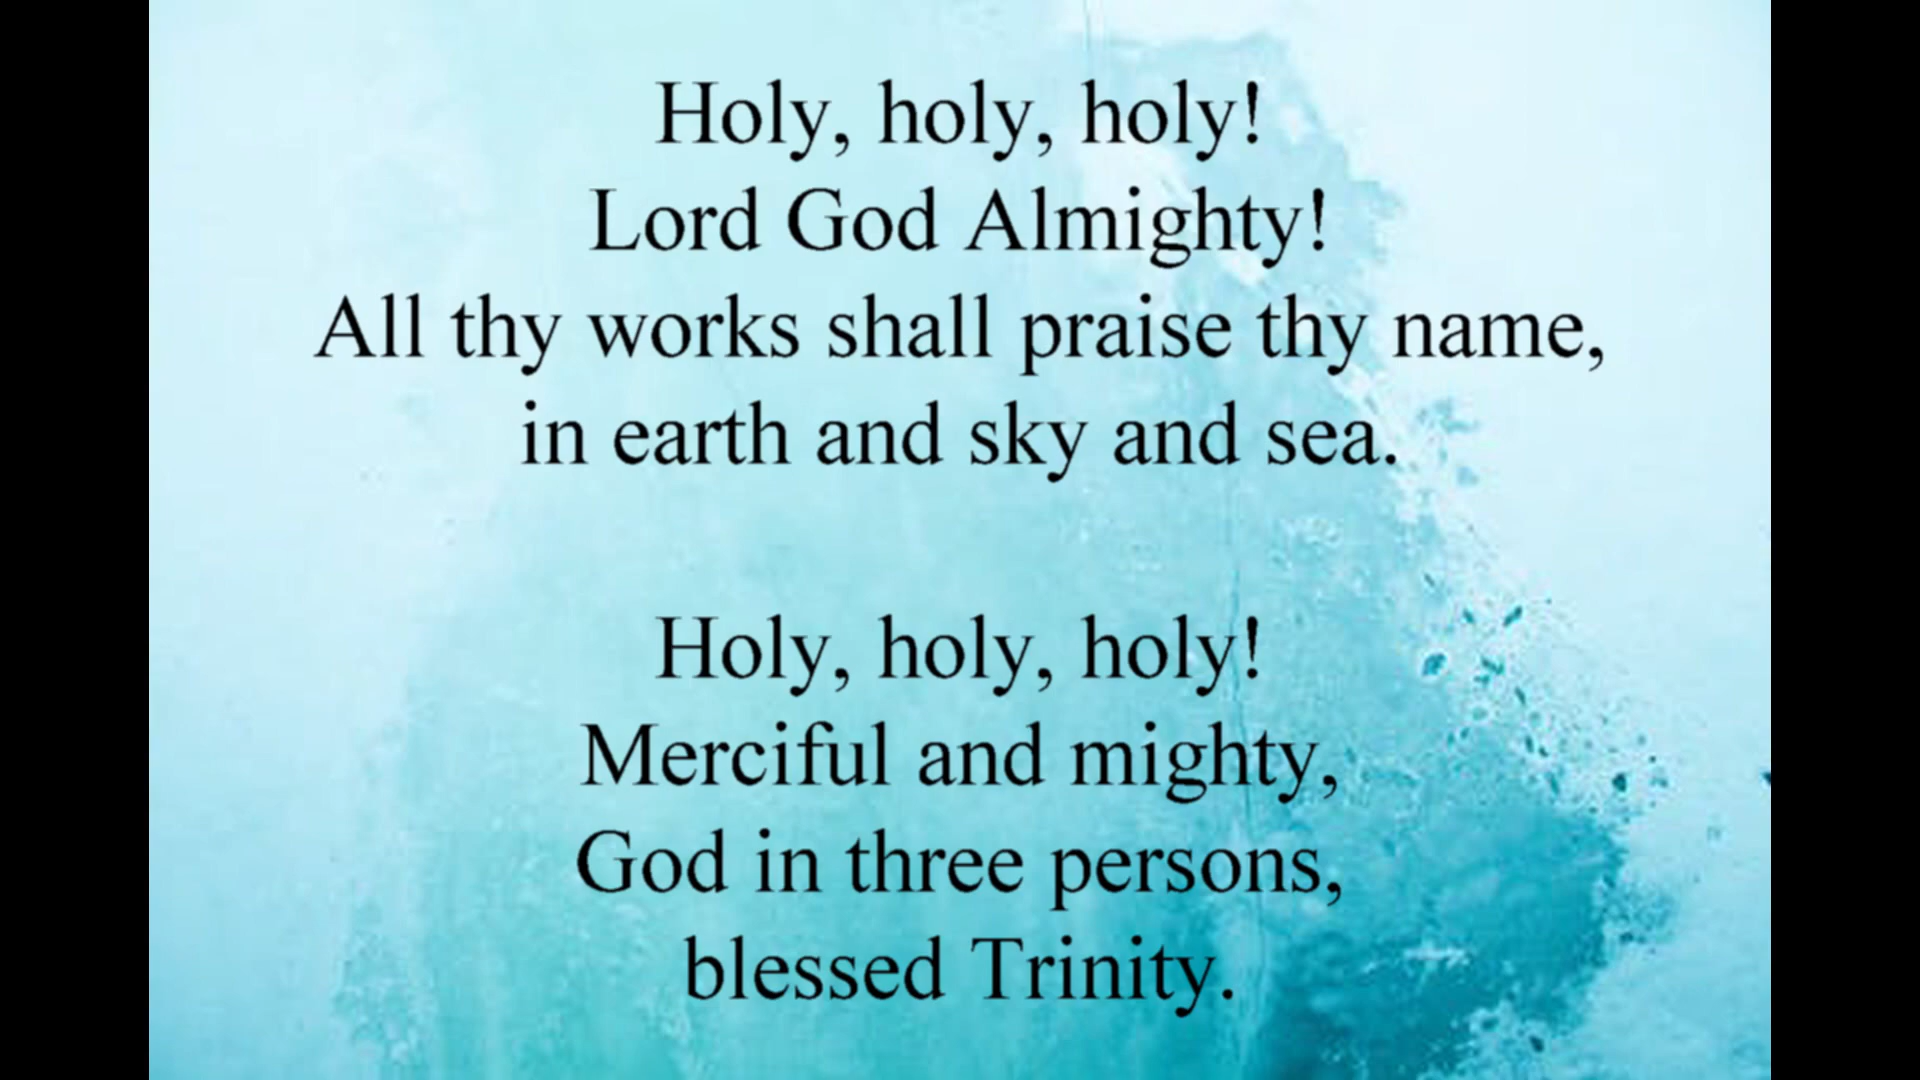 Holy, holy, holy!
Lord God Almighty!
All thy works shall praise thy name,
in earth and sky and sea.
Holy, holy, holy!
Merciful and mighty,
God in three persons,
blessed Trinity.